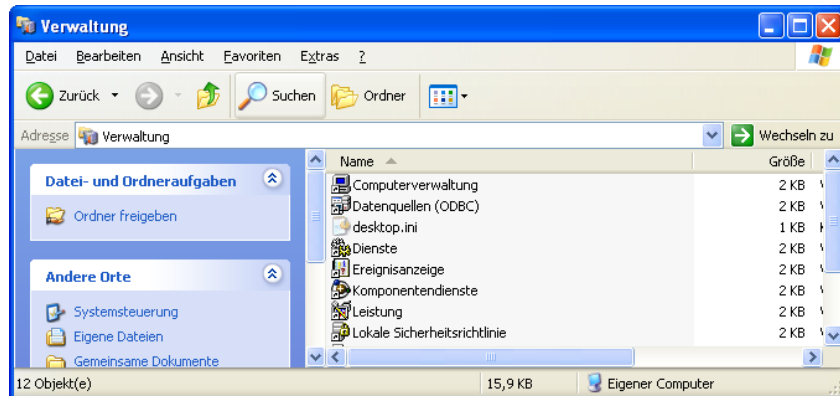 Verwaltung
Datei Bearbeiten Ansicht Favoriten Extras ?
Zurück Suchen Ordner
Adresse Verwaltung Wechseln zu
Datei- und Ordneraufgaben
Ordner freigeben
Andere Orte
Systemsteuerung
Eigene Dateien
Gemeinsame Dokumente
Name Größe
Computerverwaltung 2 KB
Datenquellen (ODBC) 2 KB
desktop.ini 1 KB
Dienste 2 KB
Ereignisanzeige 2 KB
Komponentendienste 2 KB
Leistung 2 KB
Lokale Sicherheitsrichtlinie 2 KB
12 Objekt(e) 15,9 KB Eigener Computer